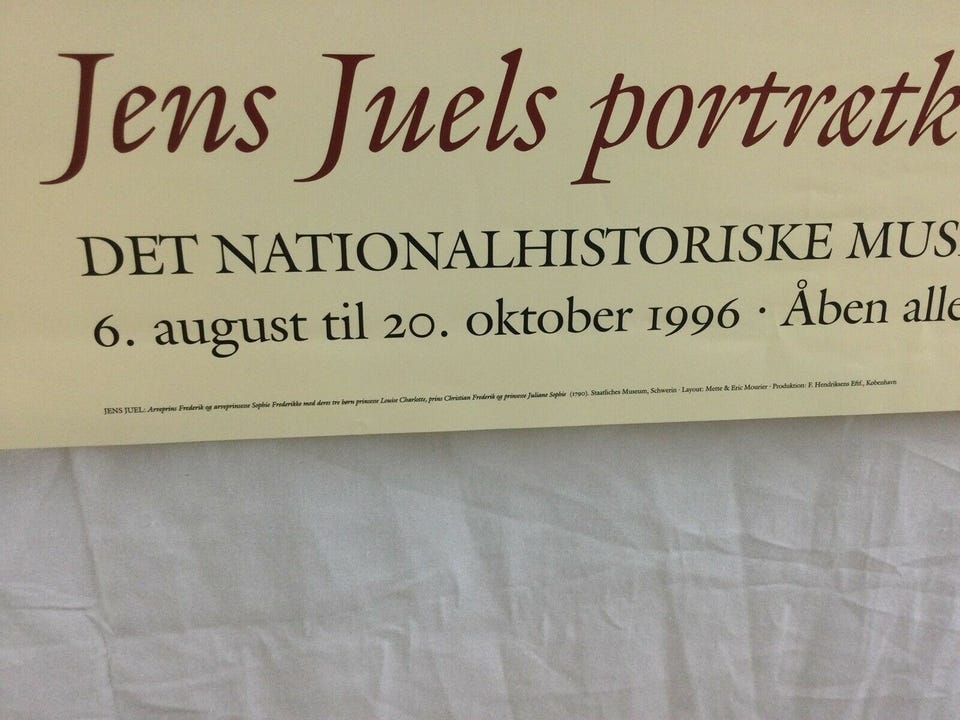 Jens Juels portrætk
DET NATIONALHISTORISKE MUS
6. august til 20. oktober 1996 · Åben alle
JENS JUEL: Arveprins Frederik og arveprinsesse Sophie Frederikke med deres tre børn prinsesse Louise Charlotte, prins Christian Frederik og prinsesse Juliane Sophie (1790). Staatliches Museum, Schwerin · Layout: Mette & Eric Mourier · Produktion: F. Hendriksens Eftf., København